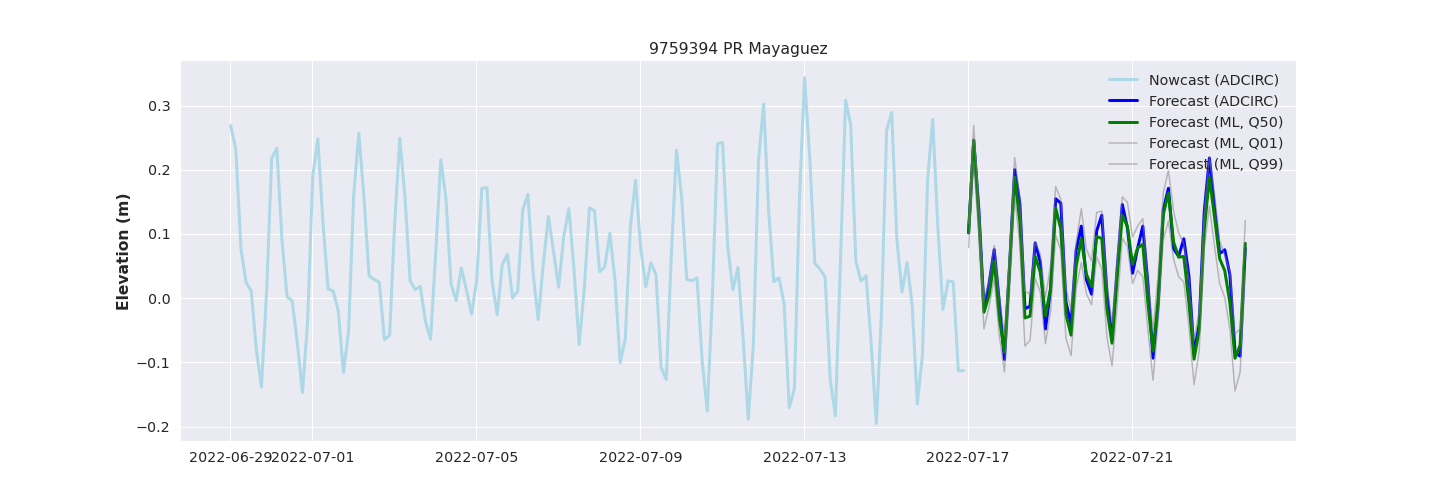 9759394 PR Mayaguez
Nowcast (ADCIRC)
Forecast (ADCIRC)
Forecast (ML, Q50)
Forecast (ML, Q01)
Forecast (ML, Q99)
Elevation (m)
0.3
0.2
0.1
0.0
−0.1
−0.2
2022-06-29 2022-07-01 2022-07-05 2022-07-09 2022-07-13 2022-07-17 2022-07-21